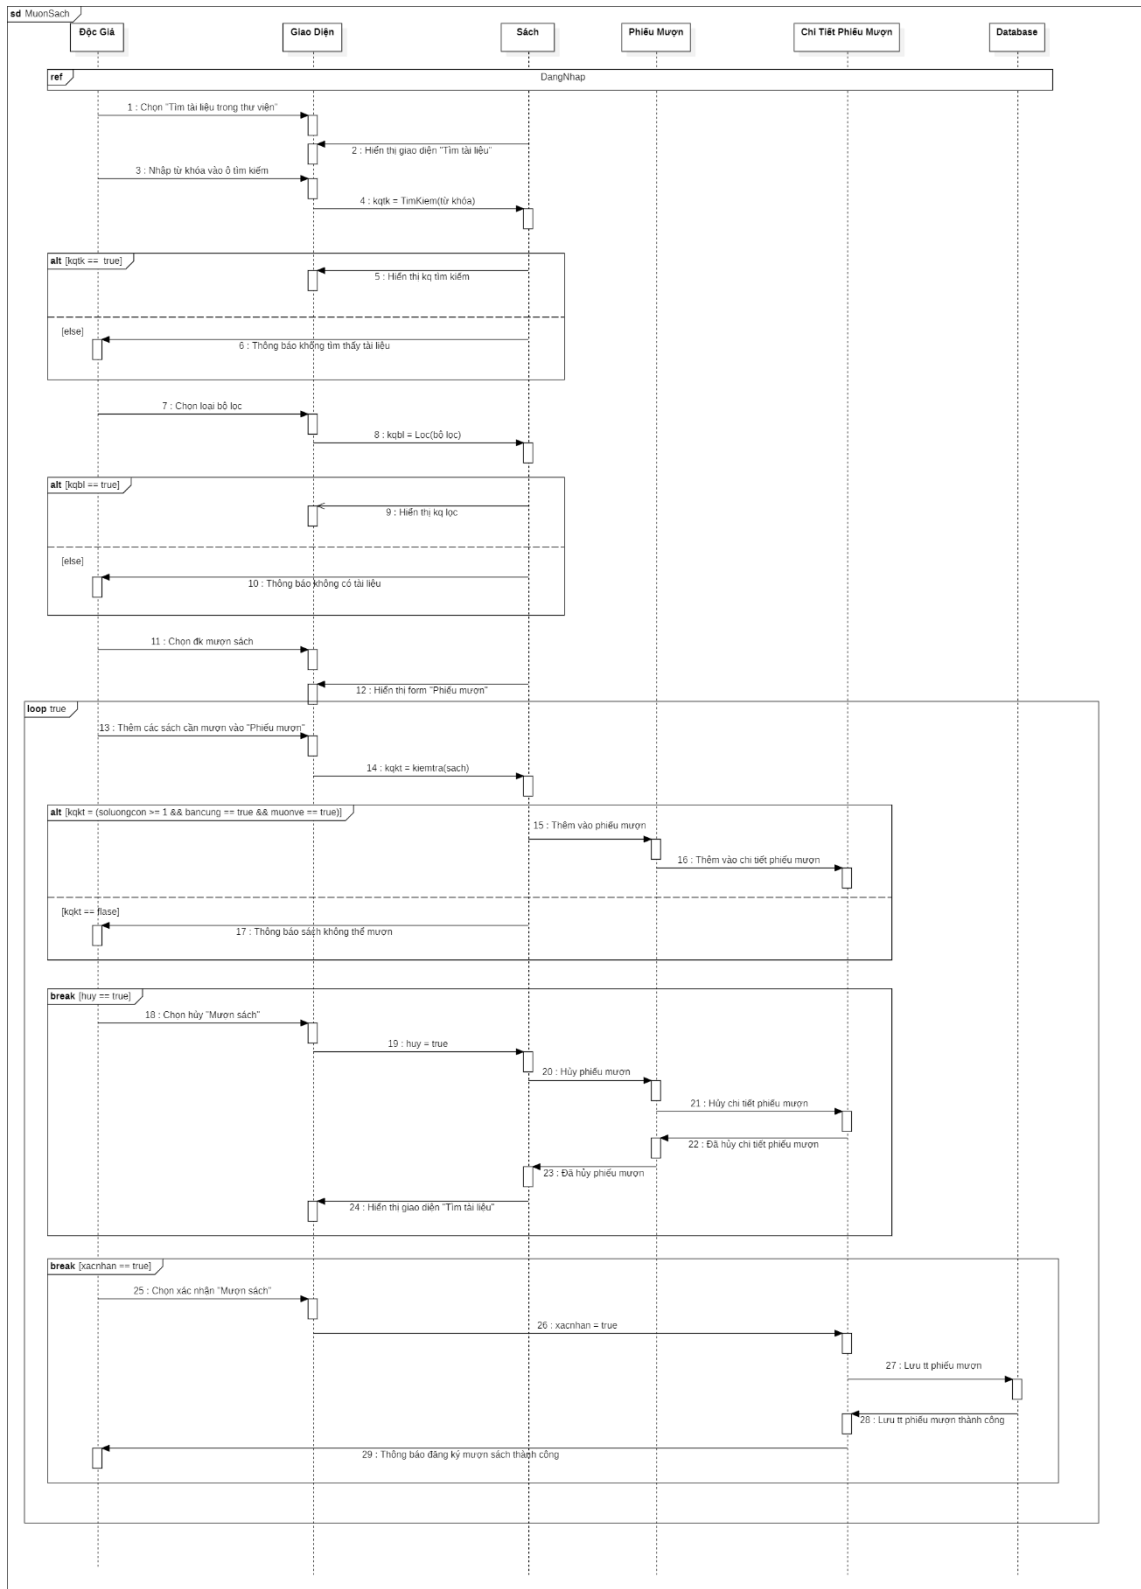 sd MuonSach
Độc Giả
Giao Diện
Sách
Phiếu Mượn
Chi Tiết Phiếu Mượn
Database
ref
DangNhap
1 : Chọn "Tìm tài liệu trong thư viện"
2 : Hiển thị giao diện "Tìm tài liệu"
3 : Nhập từ khóa vào ô tìm kiếm
4 : kqtk = TimKiem(từ khóa)
alt [kqtk == true]
5 : Hiển thị kq tìm kiếm
[else]
6 : Thông báo không tìm thấy tài liệu
7 : Chọn loại bộ lọc
8 : kqbl = Loc(bộ lọc)
alt [kqbl == true]
9 : Hiển thị kq lọc
[else]
10 : Thông báo không có tài liệu
11 : Chọn đk mượn sách
12 : Hiển thị form "Phiếu mượn"
loop true
13 : Thêm các sách cần mượn vào "Phiếu mượn"
14 : kqkt = kiemtra(sach)
alt [kqkt = (soluongcon >= 1 && bancung == true && muonve == true)]
15 : Thêm vào phiếu mượn
16 : Thêm vào chi tiết phiếu mượn
[kqkt == flase]
17 : Thông báo sách không thể mượn
break [huy == true]
18 : Chọn hủy "Mượn sách"
19 : huy = true
20 : Hủy phiếu mượn
21 : Hủy chi tiết phiếu mượn
22 : Đã hủy chi tiết phiếu mượn
23 : Đã hủy phiếu mượn
24 : Hiển thị giao diện "Tìm tài liệu"
break [xacnhan == true]
25 : Chọn xác nhận "Mượn sách"
26 : xacnhan = true
27 : Lưu tt phiếu mượn
28 : Lưu tt phiếu mượn thành công
29 : Thông báo đăng ký mượn sách thành công